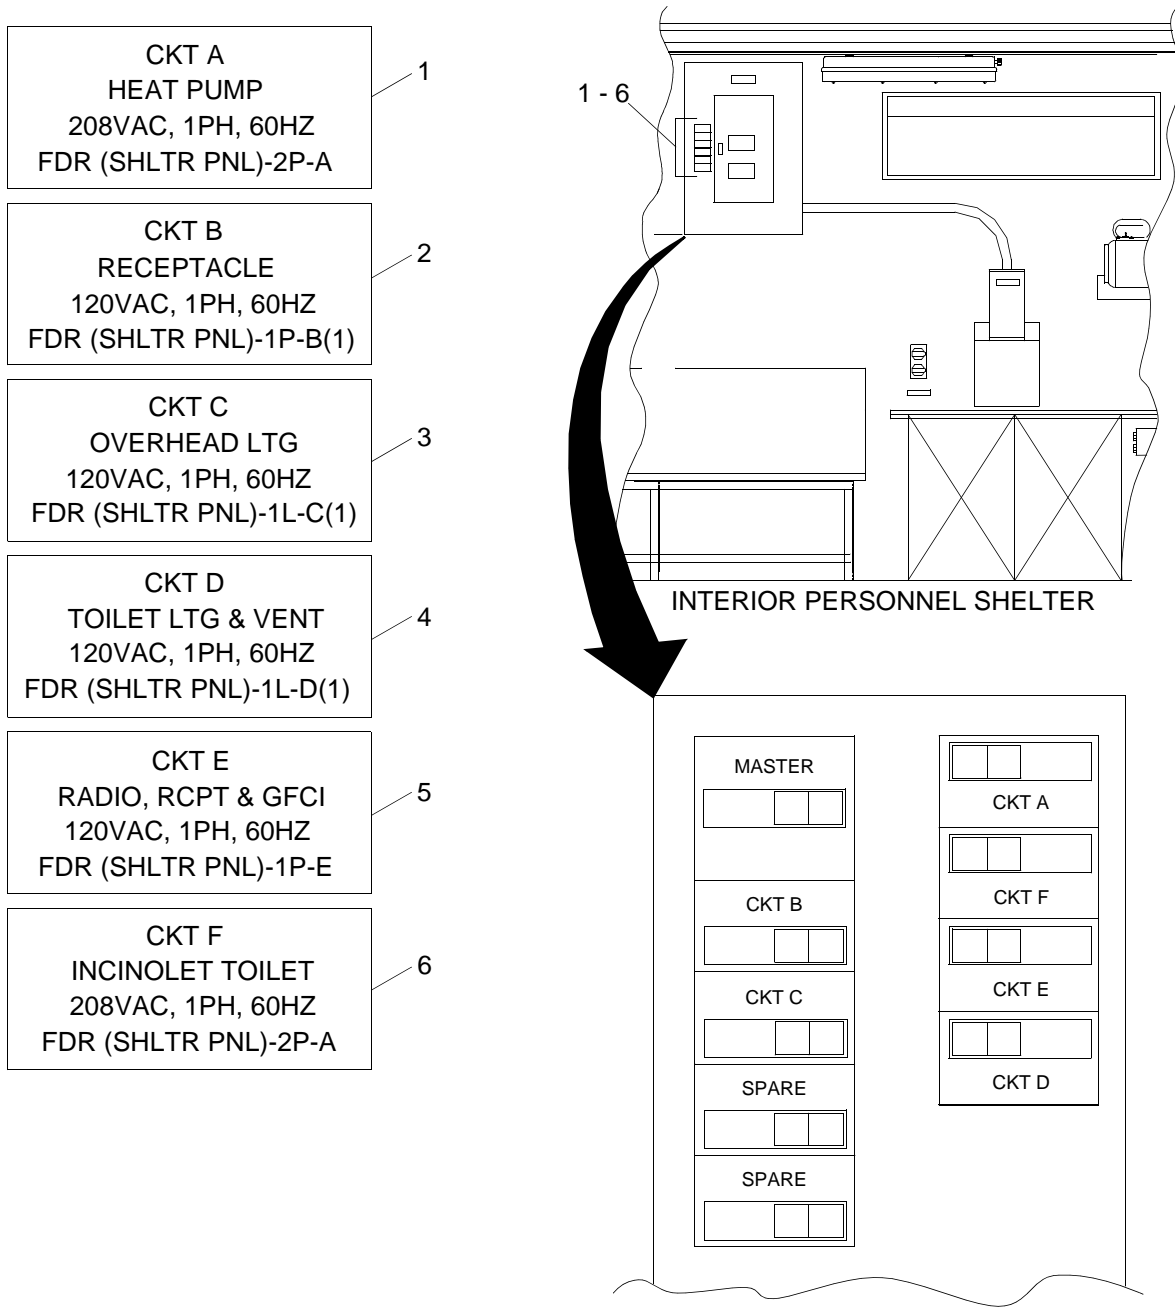 CKT A
HEAT PUMP
208VAC, 1PH, 60HZ
FDR (SHLTR PNL)-2P-A
1
CKT B
RECEPTACLE
120VAC, 1PH, 60HZ
FDR (SHLTR PNL)-1P-B(1)
2
CKT C
OVERHEAD LTG
120VAC, 1PH, 60HZ
FDR (SHLTR PNL)-1L-C(1)
3
CKT D
TOILET LTG & VENT
120VAC, 1PH, 60HZ
FDR (SHLTR PNL)-1L-D(1)
4
CKT E
RADIO, RCPT & GFCI
120VAC, 1PH, 60HZ
FDR (SHLTR PNL)-1P-E
5
CKT F
INCINOLET TOILET
208VAC, 1PH, 60HZ
FDR (SHLTR PNL)-2P-A
6
1 - 6
INTERIOR PERSONNEL SHELTER
MASTER
CKT B
CKT C
SPARE
SPARE
CKT A
CKT F
CKT E
CKT D